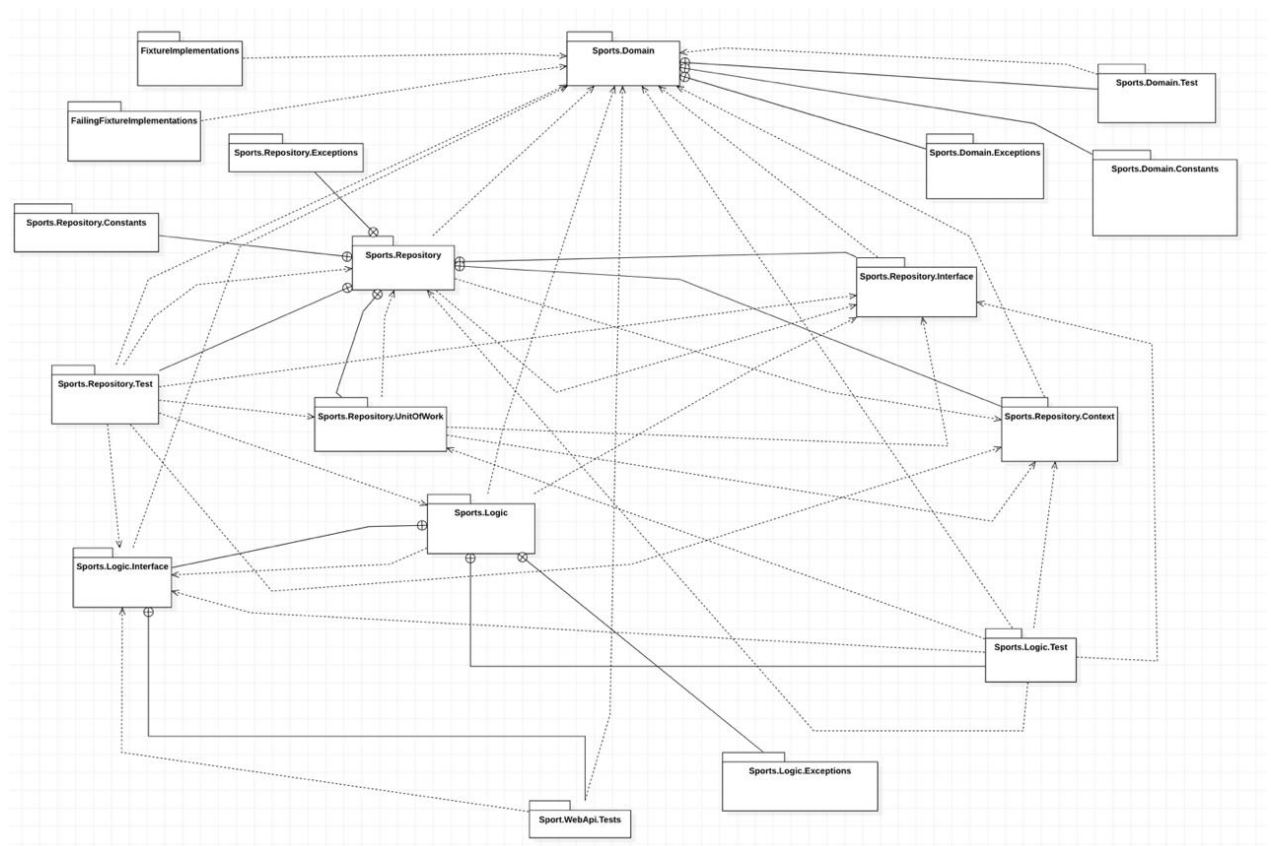 FixtureImplementations
Sports.Domain
Sports.Domain.Test
FailingFixtureImplementations
Sports.Repository.Exceptions
Sports.Domain.Exceptions
Sports.Domain.Constants
Sports.Repository.Constants
Sports.Repository
Sports.Repository.Interface
Sports.Repository.Test
Sports.Repository.UnitOfWork
Sports.Repository.Context
Sports.Logic
Sports.Logic.Interface
Sports.Logic.Test
Sports.Logic.Exceptions
Sport.WebApi.Tests